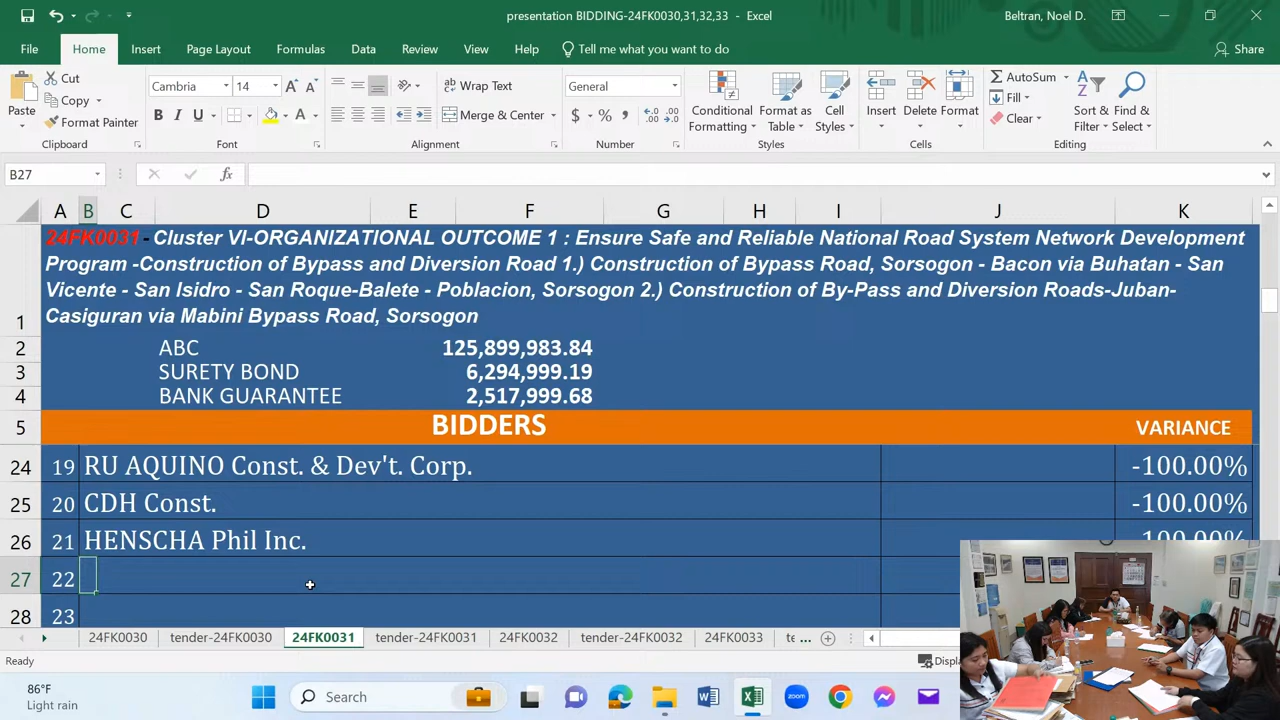 presentation BIDDING-24FK0030,31,32,33 - Excel
Beltran, Noel D.
File Home Insert Page Layout Formulas Data Review View Help Tell me what you want to do Share
Paste
Cut
Copy
Format Painter
Clipboard
Cambria 14
B I U
Font
Wrap Text
Merge & Center
Alignment
General
$ % ,
Number
Conditional Formatting
Format as Table
Cell Styles
Styles
Insert Delete Format
Cells
AutoSum
Fill
Clear
Sort & Filter
Find & Select
Editing
B27
fx
A B C D E F G H I J K
24FK0031 - Cluster VI-ORGANIZATIONAL OUTCOME 1 : Ensure Safe and Reliable National Road System Network Development
Program -Construction of Bypass and Diversion Road 1.) Construction of Bypass Road, Sorsogon - Bacon via Buhatan - San
Vicente - San Isidro - San Roque-Balete - Poblacion, Sorsogon 2.) Construction of By-Pass and Diversion Roads-Juban-
1 Casiguran via Mabini Bypass Road, Sorsogon
2 ABC 125,899,983.84
3 SURETY BOND 6,294,999.19
4 BANK GUARANTEE 2,517,999.68
5 BIDDERS VARIANCE
24 19 RU AQUINO Const. & Dev't. Corp. -100.00%
25 20 CDH Const. -100.00%
26 21 HENSCHA Phil Inc. -100.00%
27 22
28 23
24FK0030 tender-24FK0030 24FK0031 tender-24FK0031 24FK0032 tender-24FK0032 24FK0033 te ...
Ready
Displ
86°F
Light rain
Search
zoom